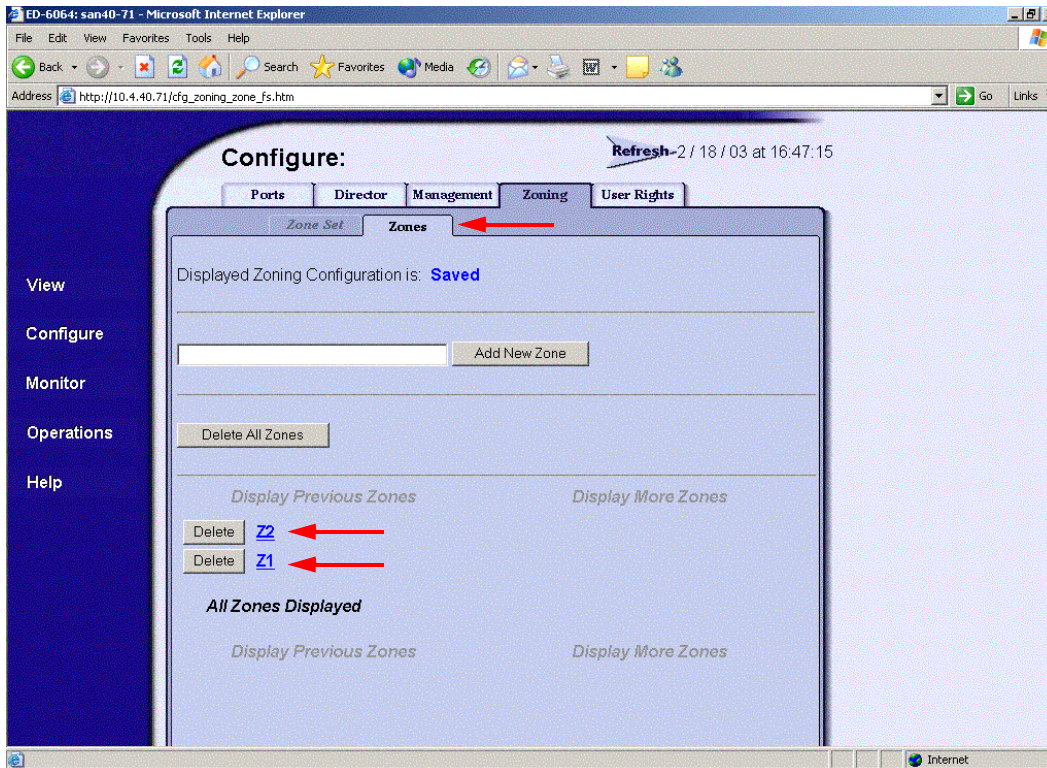 ED-6064: san40-71 - Microsoft Internet Explorer
File Edit View Favorites Tools Help
Back Search Favorites Media
Address http://10.4.40.71/cfg_zoning_zone_fs.htm Go Links
Configure: Refresh-2 / 18 / 03 at 16:47:15
Ports Director Management Zoning User Rights
Zone Set Zones
Displayed Zoning Configuration is: Saved
View
Configure
Add New Zone
Monitor
Operations
Delete All Zones
Help
Display Previous Zones Display More Zones
Delete Z2
Delete Z1
All Zones Displayed
Display Previous Zones Display More Zones
Internet